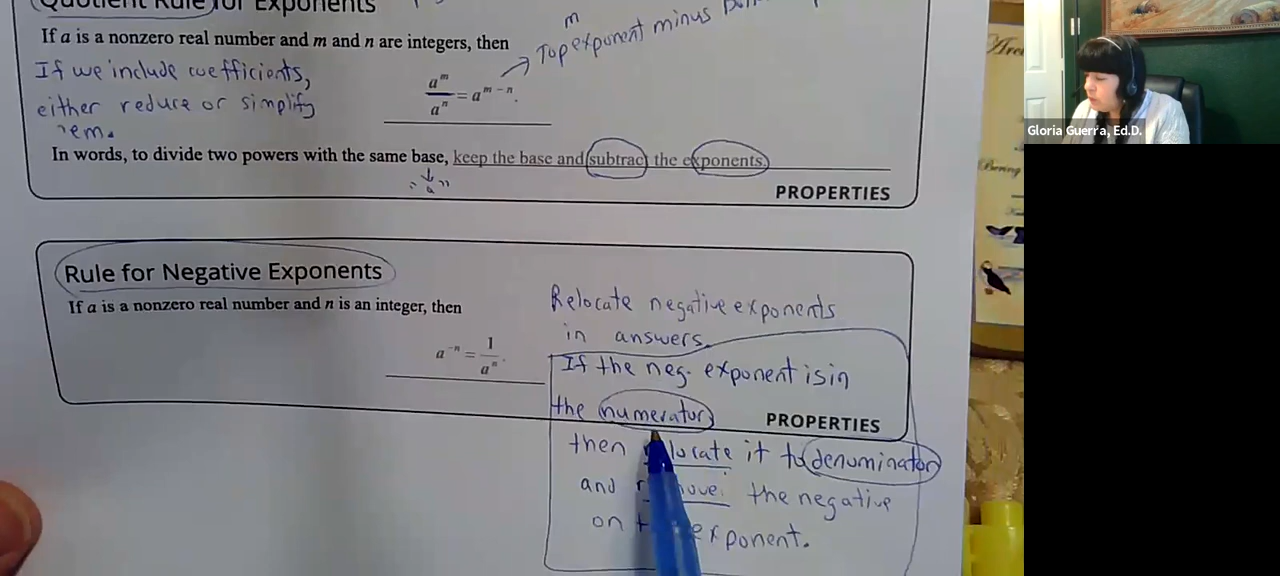 Quotient Rule for Exponents
If a is a nonzero real number and m and n are integers, then
m
Top exponent minus
If we include coefficients,
either reduce or simplify
'em.
a^m / a^n = a^(m - n).
In words, to divide two powers with the same base, keep the base and subtract the exponents.
"a"
PROPERTIES
Rule for Negative Exponents
If a is a nonzero real number and n is an integer, then
a^-n = 1 / a^n.
Relocate negative exponents
in answers.
If the neg. exponent is in
the numerator
PROPERTIES
then relocate it to denominator
and remove the negative
on the exponent.
Gloria Guerra, Ed.D.
Bering